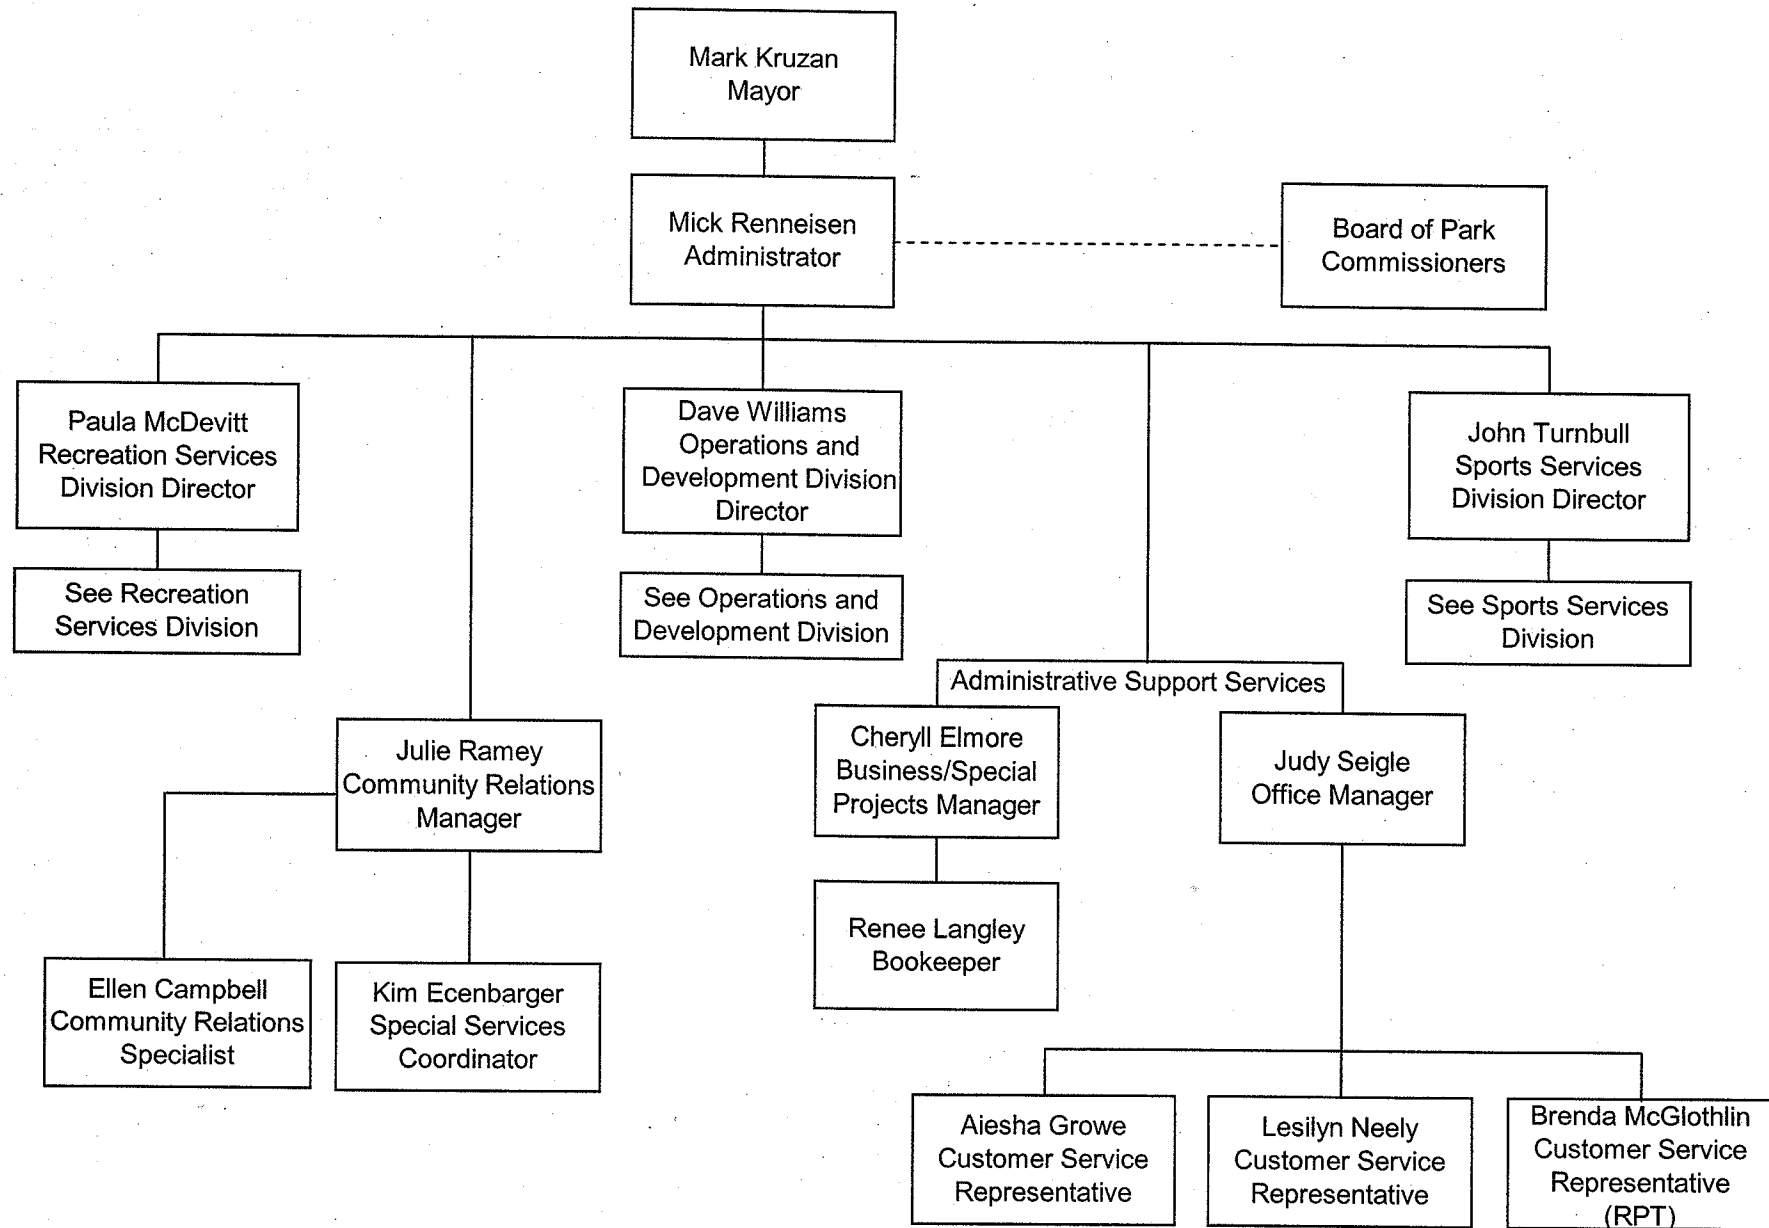 Mark Kruzan
Mayor
Mick Renneisen
Administrator
Board of Park
Commissioners
Paula McDevitt
Recreation Services
Division Director
Dave Williams
Operations and
Development Division
Director
John Turnbull
Sports Services
Division Director
See Recreation
Services Division
See Operations and
Development Division
See Sports Services
Division
Administrative Support Services
Julie Ramey
Community Relations
Manager
Cheryll Elmore
Business/Special
Projects Manager
Judy Seigle
Office Manager
Renee Langley
Bookeeper
Ellen Campbell
Community Relations
Specialist
Kim Ecenbarger
Special Services
Coordinator
Aiesha Growe
Customer Service
Representative
Lesilyn Neely
Customer Service
Representative
Brenda McGlothlin
Customer Service
Representative
(RPT)